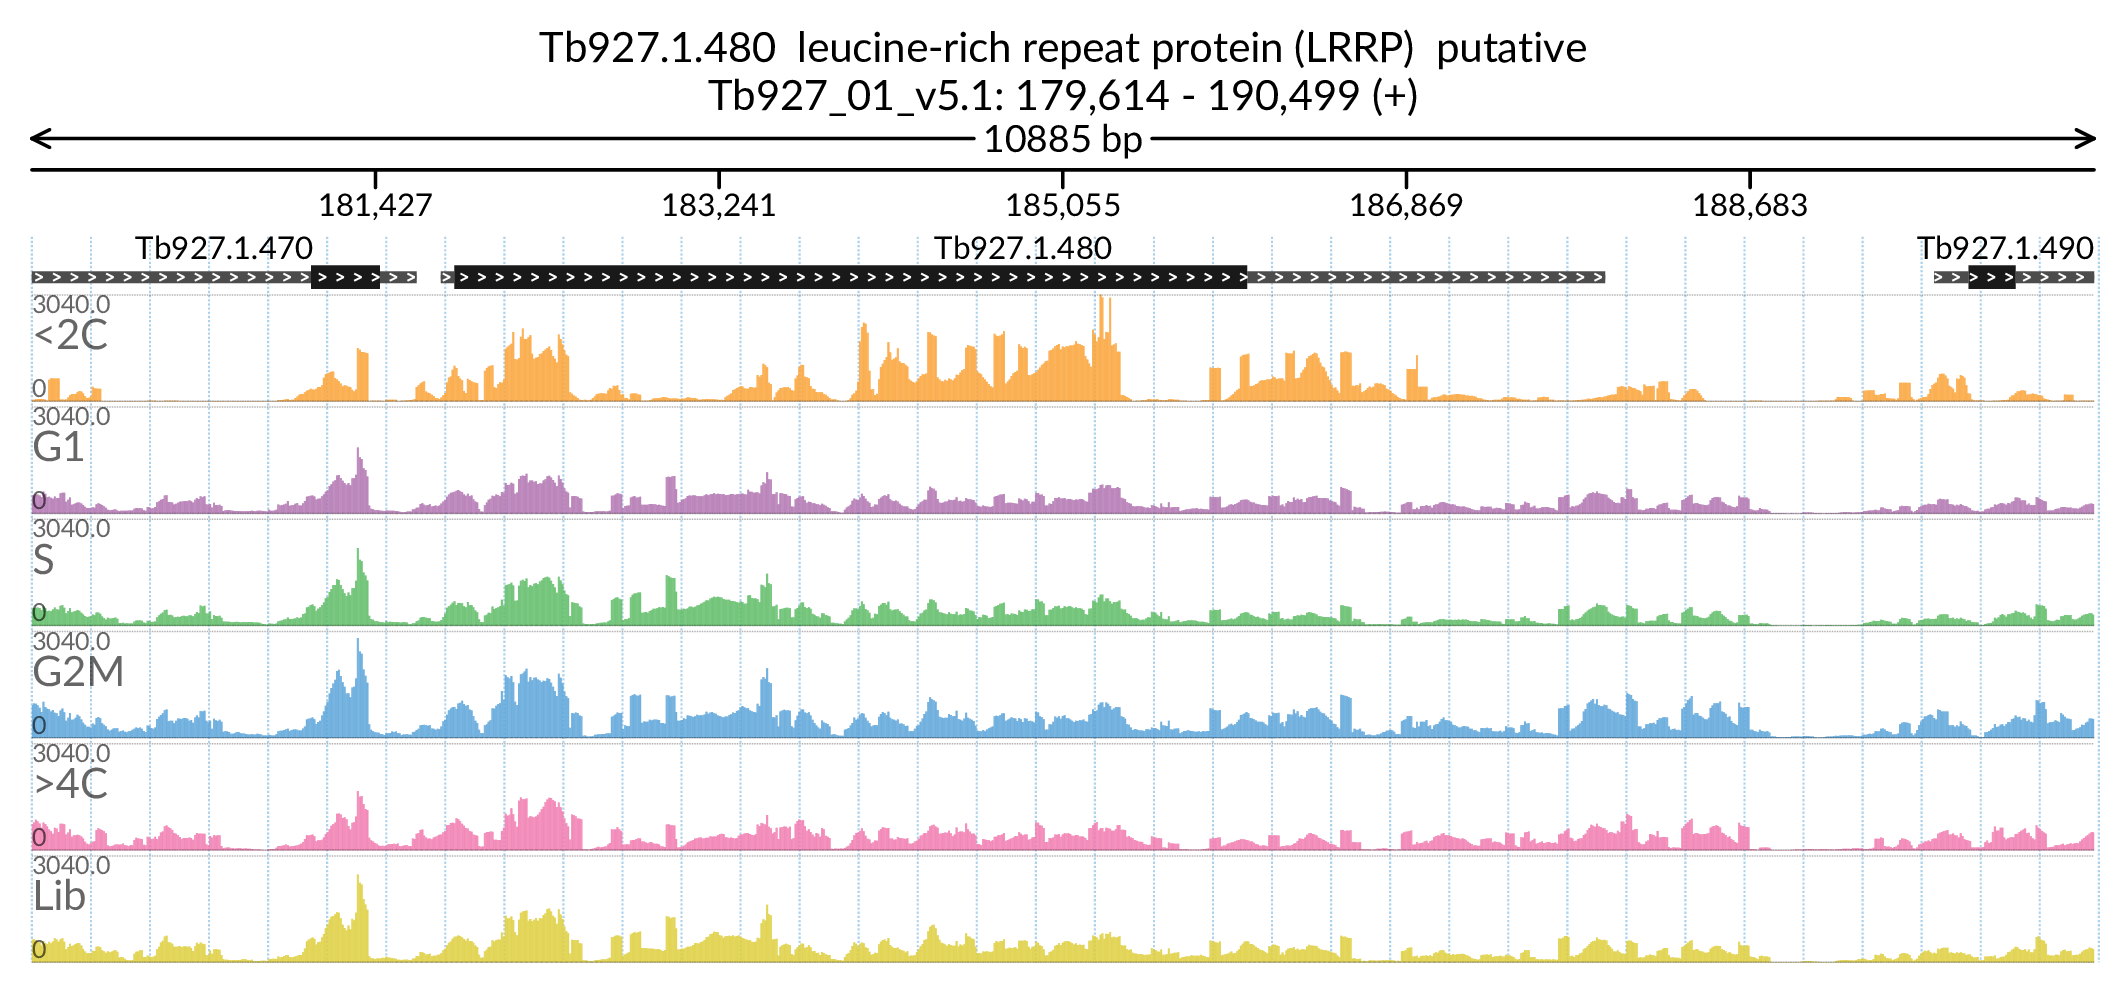 Tb927.1.480  leucine-rich repeat protein (LRRP)  putative
Tb927_01_v5.1: 179,614 - 190,499 (+)
10885 bp
181,427 183,241 185,055 186,869 188,683
Tb927.1.470 Tb927.1.480 Tb927.1.490
3040.0
<2C
0
3040.0
G1
0
3040.0
S
0
3040.0
G2M
0
3040.0
>4C
0
3040.0
Lib
0